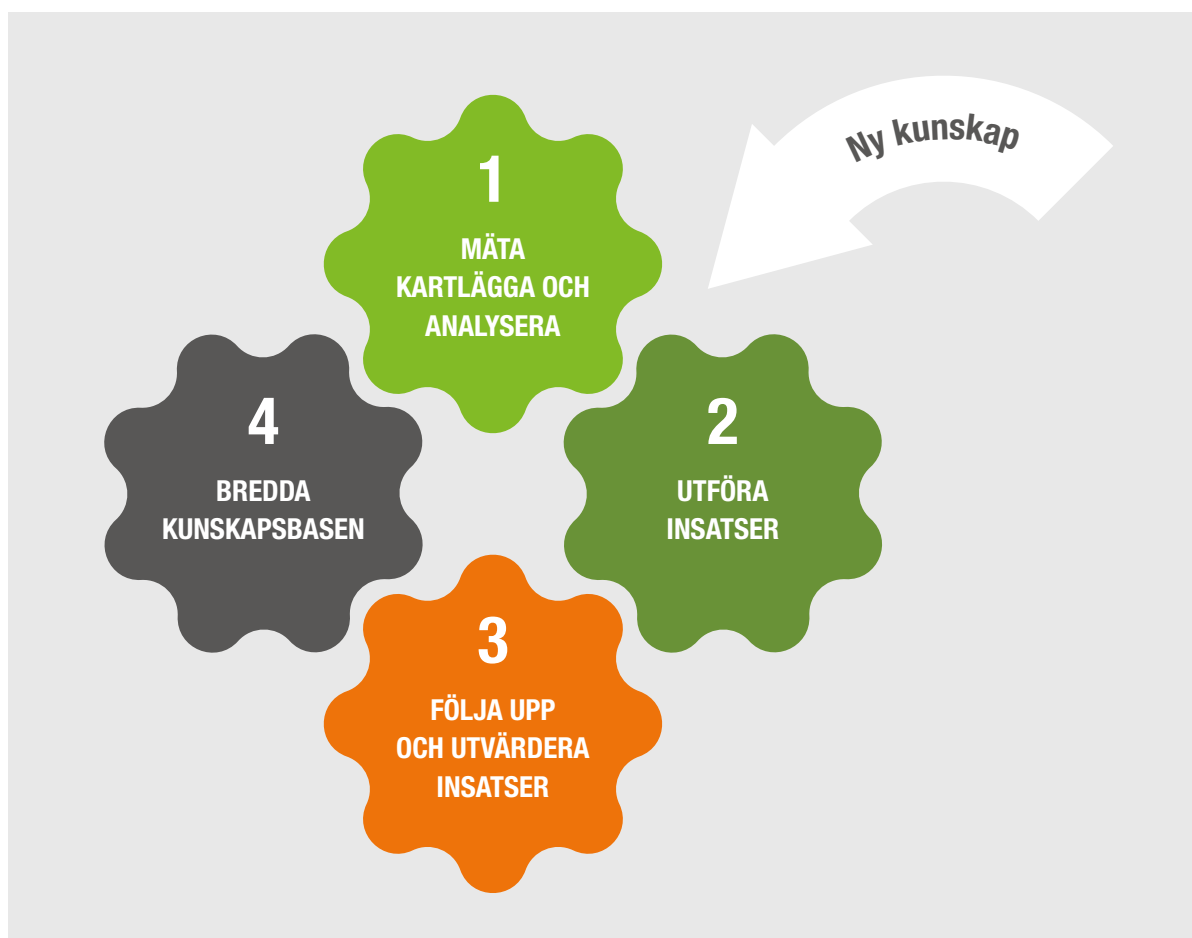 Ny kunskap
1
MÄTA
KARTLÄGGA OCH
ANALYSERA
2
UTFÖRA
INSATSER
3
FÖLJA UPP
OCH UTVÄRDERA
INSATSER
4
BREDDA
KUNSKAPSBASEN